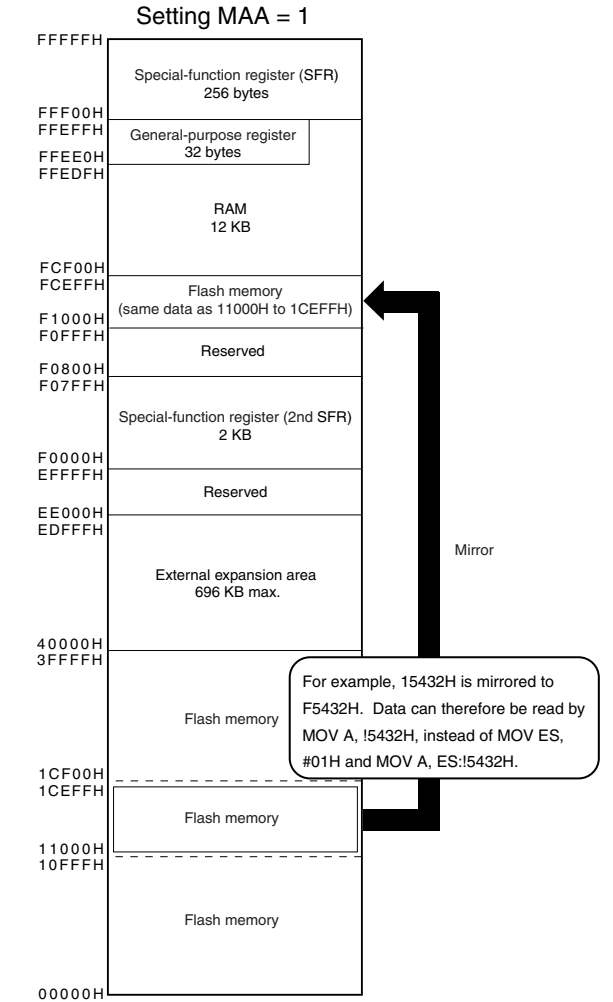 Setting MAA = 1
FFFFFH
Special-function register (SFR)
256 bytes
FFF00H
FFEFFH
General-purpose register
32 bytes
FFEE0H
FFEDFH
RAM
12 KB
FCF00H
FCEFFH
Flash memory
(same data as 11000H to 1CEFFH)
F1000H
F0FFFH
Reserved
F0800H
F07FFH
Special-function register (2nd SFR)
2 KB
F0000H
EFFFFH
Reserved
EE000H
EDFFFH
Mirror
External expansion area
696 KB max.
40000H
3FFFFH
For example, 15432H is mirrored to
F5432H. Data can therefore be read by
MOV A, !5432H, instead of MOV ES,
#01H and MOV A, ES:!5432H.
Flash memory
1CF00H
1CEFFH
Flash memory
11000H
10FFFH
Flash memory
00000H